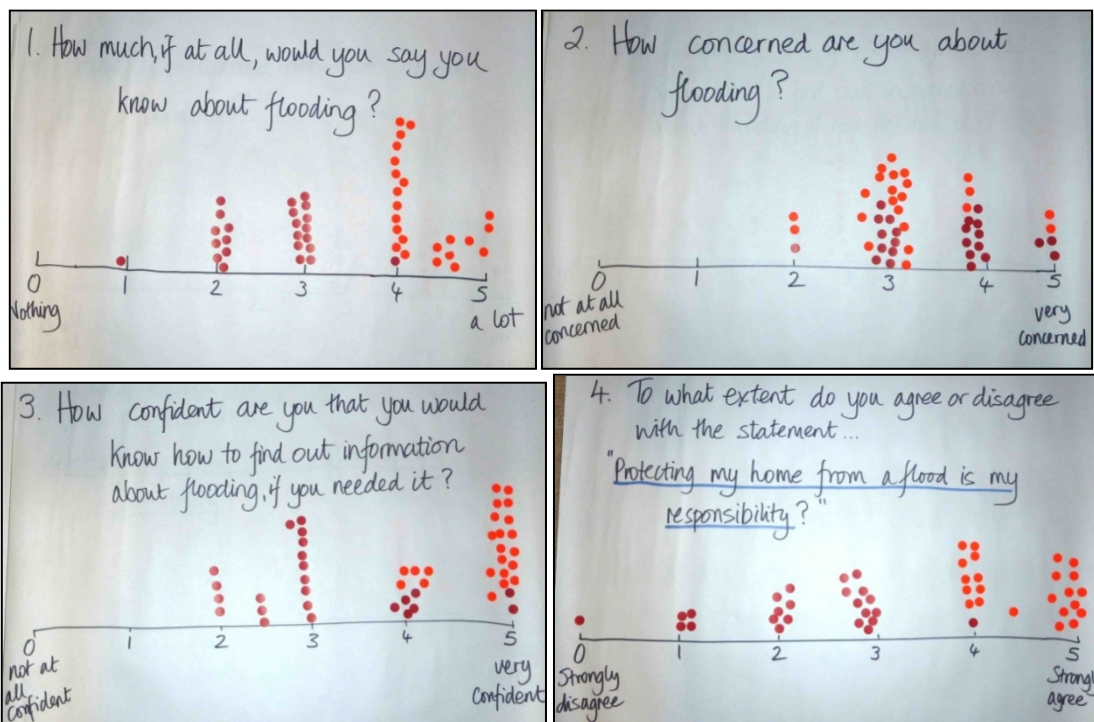 1. How much, if at all, would you say you
know about flooding?
0 1 2 3 4 5
Nothing
a lot
2. How concerned are you about
flooding?
0 1 2 3 4 5
not at all
concerned
very
concerned
3. How confident are you that you would
know how to find out information
about flooding, if you needed it?
0 1 2 3 4 5
not at
all
confident
very
confident
4. To what extent do you agree or disagree
with the statement...
"Protecting my home from a flood is my
responsibility?"
0 1 2 3 4 5
Strongly
disagree
Strongly
agree